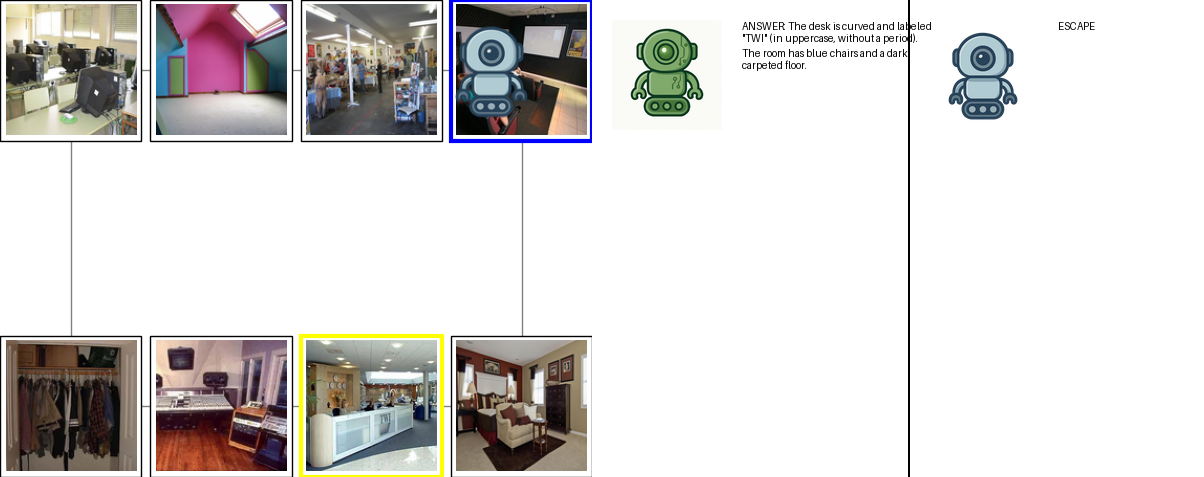 ANSWER: The desk is curved and labeled
"TWI" (in uppercase, without a period).
The room has blue chairs and a dark
carpeted floor.
ESCAPE
TWI